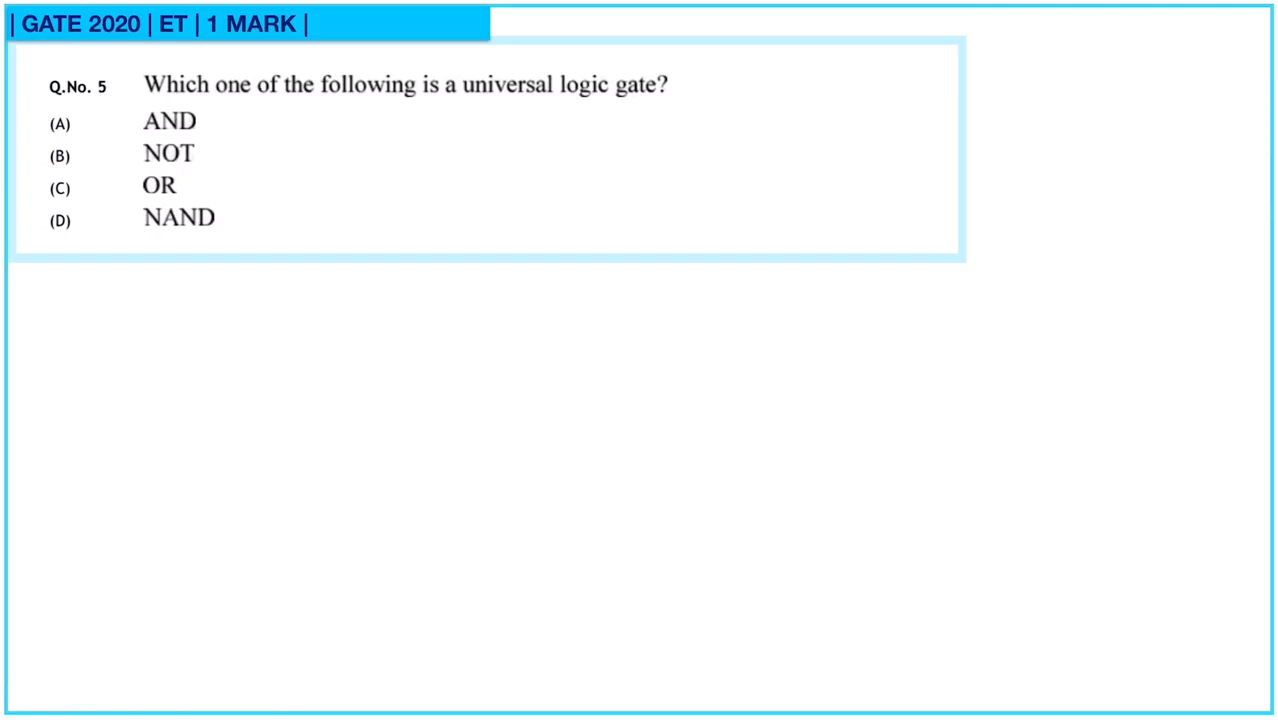 | GATE 2020 | ET | 1 MARK |
Q.No. 5 Which one of the following is a universal logic gate?
(A) AND
(B) NOT
(C) OR
(D) NAND